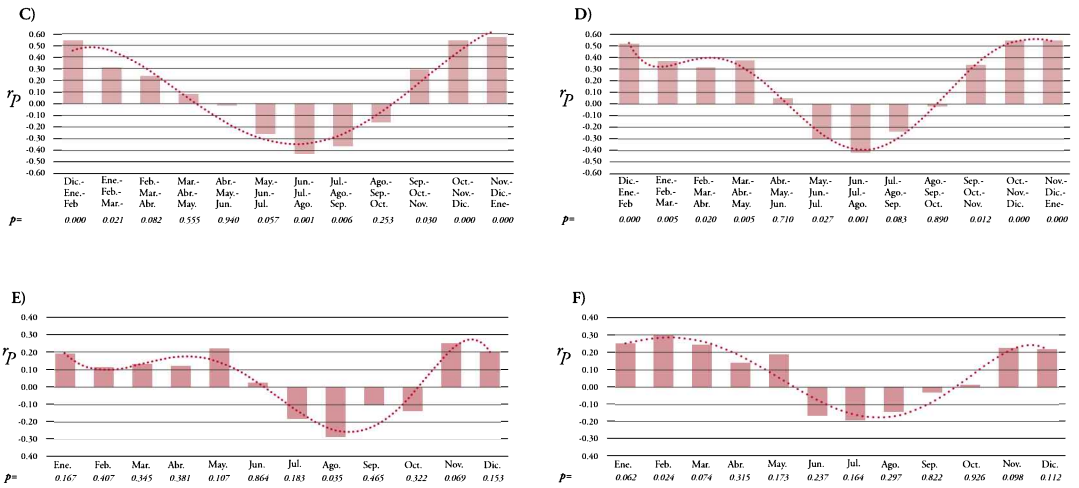 C)
0.60
0.50
0.40
0.30
0.20
0.10
0.00
-0.10
-0.20
-0.30
-0.40
-0.50
-0.60
rP
Dic.- Ene.- Feb.- Mar.- Abr.- May.- Jun.- Jul.- Ago.- Sep.- Oct.- Nov.-
Ene.- Feb.- Mar.- Abr.- May.- Jun.- Jul.- Ago.- Sep.- Oct.- Nov.- Dic.-
Feb Mar.- Abr. May. Jun. Jul. Ago. Sep. Oct. Nov. Dic. Ene-
p= 0.000 0.021 0.082 0.555 0.940 0.057 0.001 0.006 0.253 0.030 0.000 0.000
D)
0.60
0.50
0.40
0.30
0.20
0.10
0.00
-0.10
-0.20
-0.30
-0.40
-0.50
-0.60
rP
Dic.- Ene.- Feb.- Mar.- Abr.- May.- Jun.- Jul.- Ago.- Sep.- Oct.- Nov.-
Ene.- Feb.- Mar.- Abr.- May.- Jun.- Jul.- Ago.- Sep.- Oct.- Nov.- Dic.-
Feb Mar.- Abr. May. Jun. Jul. Ago. Sep. Oct. Nov. Dic. Ene-
p= 0.000 0.005 0.020 0.005 0.710 0.027 0.001 0.083 0.890 0.012 0.000 0.000
E)
0.40
0.30
0.20
0.10
0.00
-0.10
-0.20
-0.30
0.40
rP
Ene. Feb. Mar. Abr. May. Jun. Jul. Ago. Sep. Oct. Nov. Dic.
p= 0.167 0.407 0.345 0.381 0.107 0.864 0.183 0.035 0.465 0.322 0.069 0.153
F)
0.40
0.30
0.20
0.10
0.00
-0.10
-0.20
-0.30
0.40
rP
Ene. Feb. Mar. Abr. May. Jun. Jul. Ago. Sep. Oct. Nov. Dic.
p= 0.062 0.024 0.074 0.315 0.173 0.237 0.164 0.297 0.822 0.926 0.098 0.112